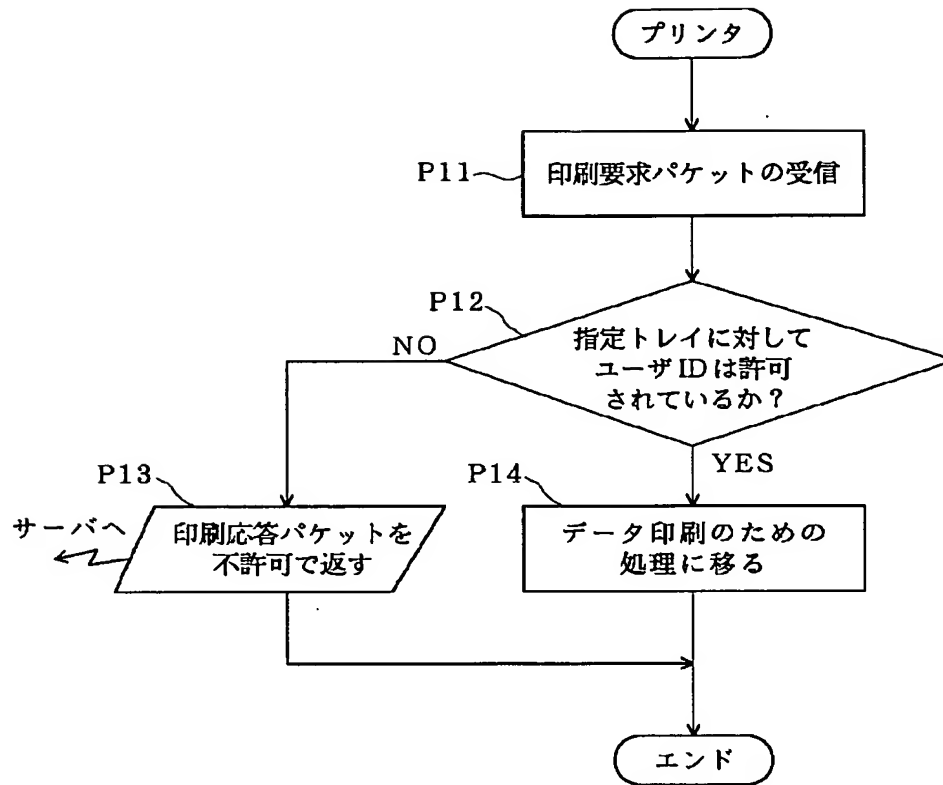 プリンタ
P11
印刷要求パケットの受信
P12
指定トレイに対して
ユーザIDは許可
されているか？
NO
YES
P13
サーバへ
印刷応答パケットを
不許可で返す
P14
データ印刷のための
処理に移る
エンド